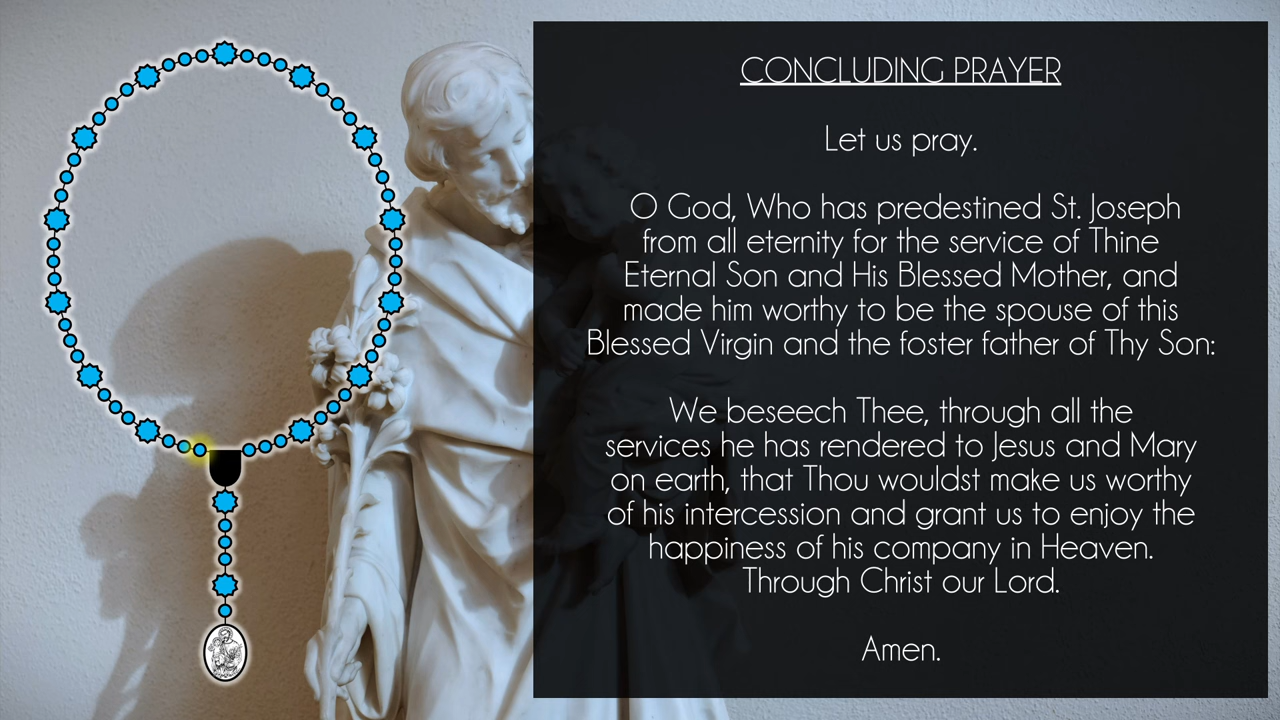 CONCLUDING PRAYER
Let us pray.
O God, Who has predestined St. Joseph
from all eternity for the service of Thine
Eternal Son and His Blessed Mother, and
made him worthy to be the spouse of this
Blessed Virgin and the foster father of Thy Son:
We beseech Thee, through all the
services he has rendered to Jesus and Mary
on earth, that Thou wouldst make us worthy
of his intercession and grant us to enjoy the
happiness of his company in Heaven.
Through Christ our Lord.
Amen.